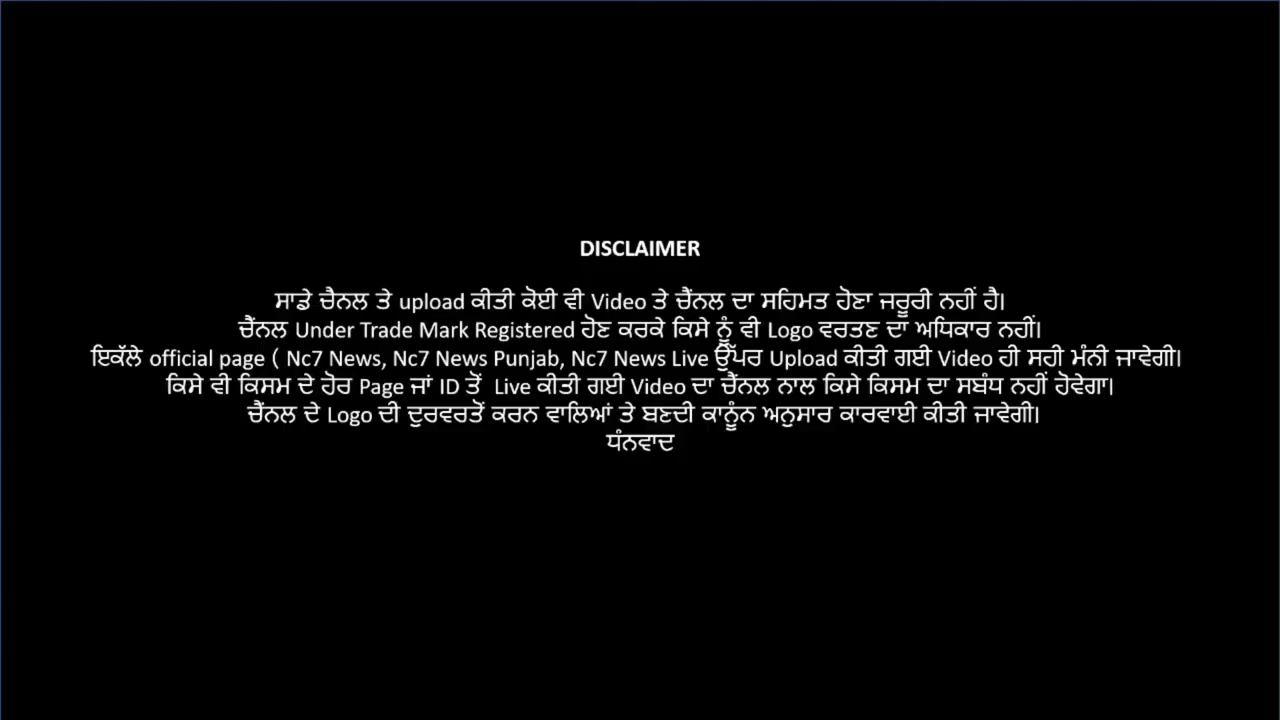 DISCLAIMER
ਸਾਡੇ ਚੈਨਲ ਤੇ upload ਕੀਤੀ ਕੋਈ ਵੀ Video ਤੇ ਚੈਂਨਲ ਦਾ ਸਹਿਮਤ ਹੋਣਾ ਜਰੂਰੀ ਨਹੀਂ ਹੈ।
ਚੈਂਨਲ Under Trade Mark Registered ਹੋਣ ਕਰਕੇ ਕਿਸੇ ਨੂੰ ਵੀ Logo ਵਰਤਣ ਦਾ ਅਧਿਕਾਰ ਨਹੀਂ।
ਇਕੱਲੇ official page ( Nc7 News, Nc7 News Punjab, Nc7 News Live ਉੱਪਰ Upload ਕੀਤੀ ਗਈ Video ਹੀ ਸਹੀ ਮੰਨੀ ਜਾਵੇਗੀ।
ਕਿਸੇ ਵੀ ਕਿਸਮ ਦੇ ਹੋਰ Page ਜਾਂ ID ਤੋਂ Live ਕੀਤੀ ਗਈ Video ਦਾ ਚੈਂਨਲ ਨਾਲ ਕਿਸੇ ਕਿਸਮ ਦਾ ਸਬੰਧ ਨਹੀਂ ਹੋਵੇਗਾ।
ਚੈਂਨਲ ਦੇ Logo ਦੀ ਦੁਰਵਰਤੋਂ ਕਰਨ ਵਾਲਿਆਂ ਤੇ ਬਣਦੀ ਕਾਨੂੰਨ ਅਨੁਸਾਰ ਕਾਰਵਾਈ ਕੀਤੀ ਜਾਵੇਗੀ।
ਧੰਨਵਾਦ